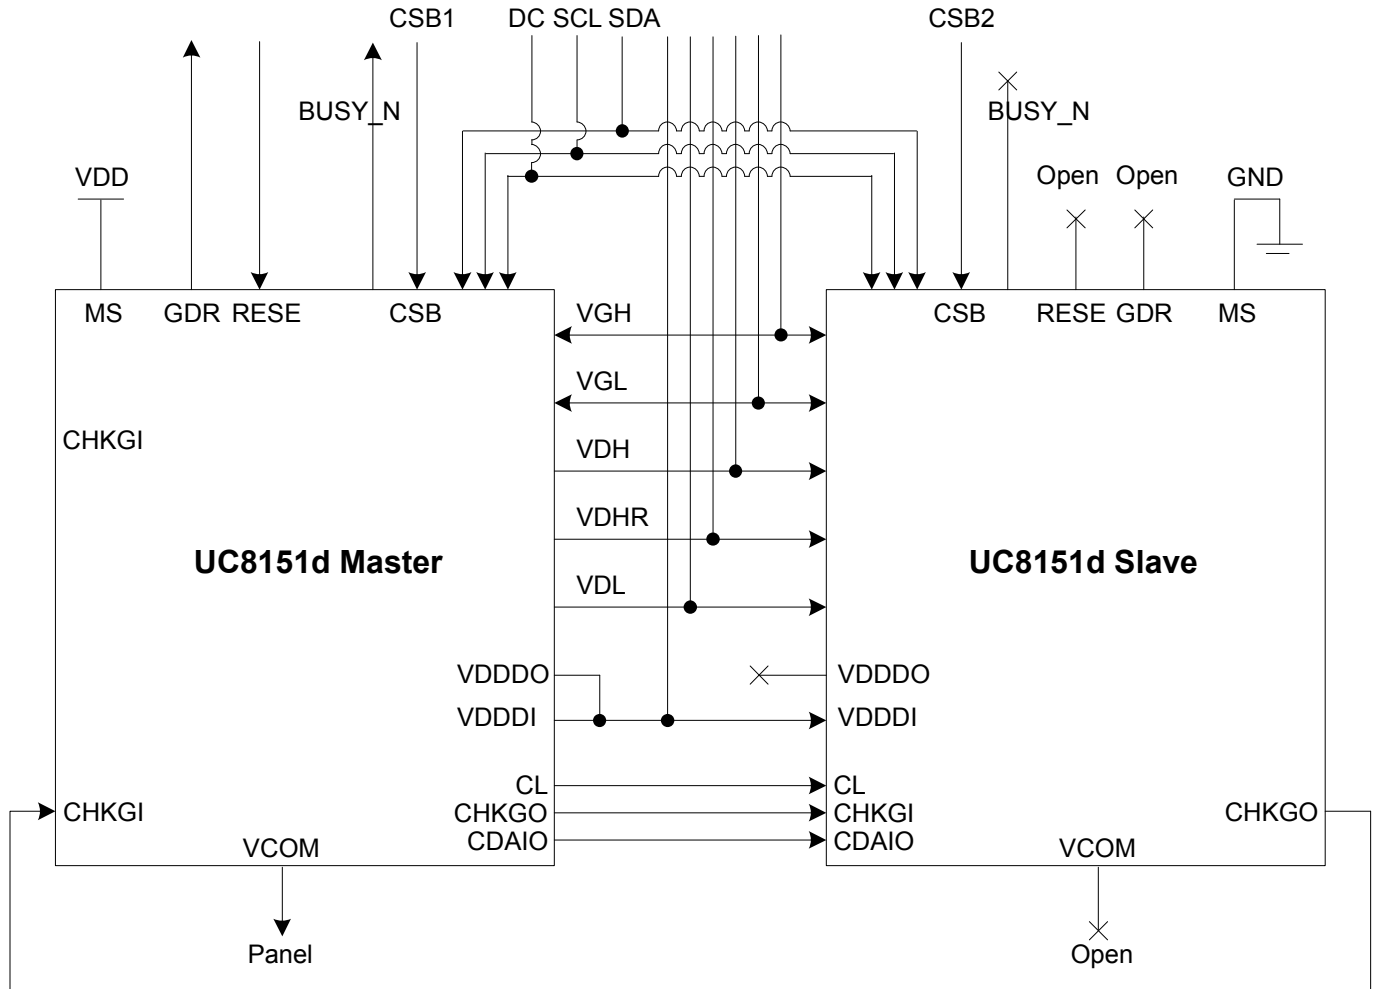 CSB1 DC SCL SDA CSB2
BUSY_N BUSY_N
VDD Open Open GND
MS GDR RESE CSB VGH CSB RESE GDR MS
VGL
CHKGI VDH
VDHR
UC8151d Master UC8151d Slave
VDL
VDDDO VDDDO
VDDDI VDDDI
CL CL
CHKGI CHKGO CHKGI CHKGO
CDAIO CDAIO
VCOM VCOM
Panel Open